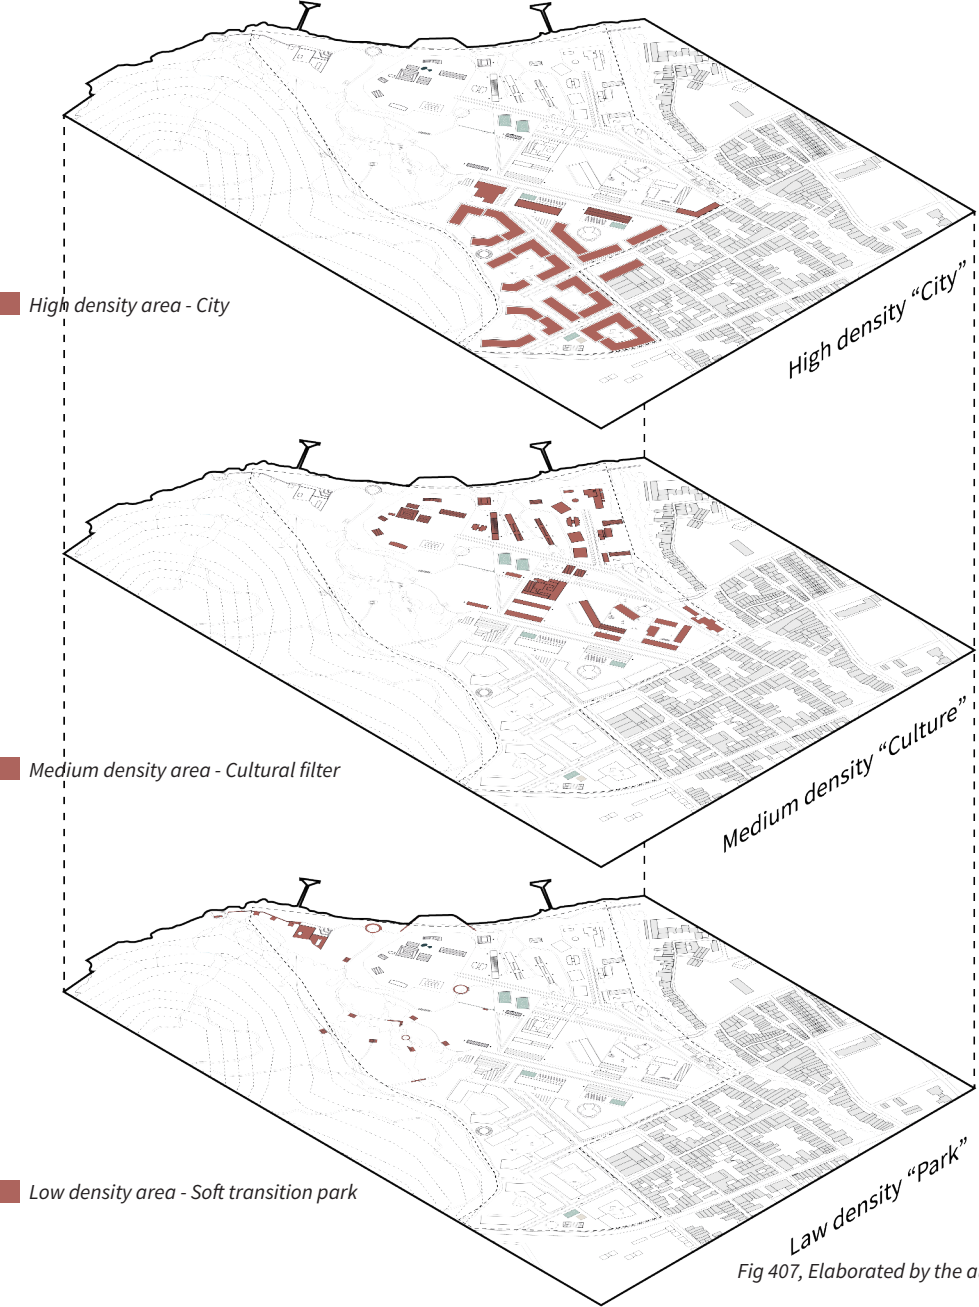 High density area - City
High density “City”
Medium density area - Cultural filter
Medium density “Culture”
Low density area - Soft transition park
Law density “Park”
Fig 407, Elaborated by the